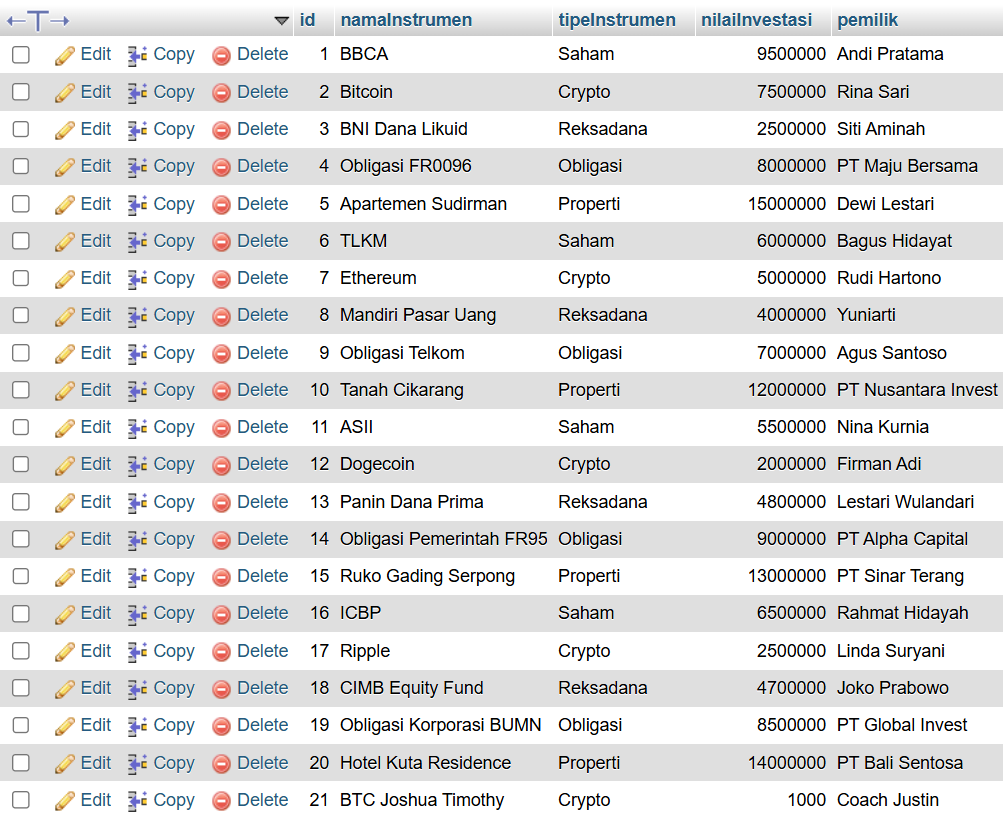 id namaInstrumen tipeInstrumen nilaiInvestasi pemilik
Edit Copy Delete 1 BBCA Saham 9500000 Andi Pratama
Edit Copy Delete 2 Bitcoin Crypto 7500000 Rina Sari
Edit Copy Delete 3 BNI Dana Likuid Reksadana 2500000 Siti Aminah
Edit Copy Delete 4 Obligasi FR0096 Obligasi 8000000 PT Maju Bersama
Edit Copy Delete 5 Apartemen Sudirman Properti 15000000 Dewi Lestari
Edit Copy Delete 6 TLKM Saham 6000000 Bagus Hidayat
Edit Copy Delete 7 Ethereum Crypto 5000000 Rudi Hartono
Edit Copy Delete 8 Mandiri Pasar Uang Reksadana 4000000 Yuniarti
Edit Copy Delete 9 Obligasi Telkom Obligasi 7000000 Agus Santoso
Edit Copy Delete 10 Tanah Cikarang Properti 12000000 PT Nusantara Invest
Edit Copy Delete 11 ASII Saham 5500000 Nina Kurnia
Edit Copy Delete 12 Dogecoin Crypto 2000000 Firman Adi
Edit Copy Delete 13 Panin Dana Prima Reksadana 4800000 Lestari Wulandari
Edit Copy Delete 14 Obligasi Pemerintah FR95 Obligasi 9000000 PT Alpha Capital
Edit Copy Delete 15 Ruko Gading Serpong Properti 13000000 PT Sinar Terang
Edit Copy Delete 16 ICBP Saham 6500000 Rahmat Hidayah
Edit Copy Delete 17 Ripple Crypto 2500000 Linda Suryani
Edit Copy Delete 18 CIMB Equity Fund Reksadana 4700000 Joko Prabowo
Edit Copy Delete 19 Obligasi Korporasi BUMN Obligasi 8500000 PT Global Invest
Edit Copy Delete 20 Hotel Kuta Residence Properti 14000000 PT Bali Sentosa
Edit Copy Delete 21 BTC Joshua Timothy Crypto 1000 Coach Justin